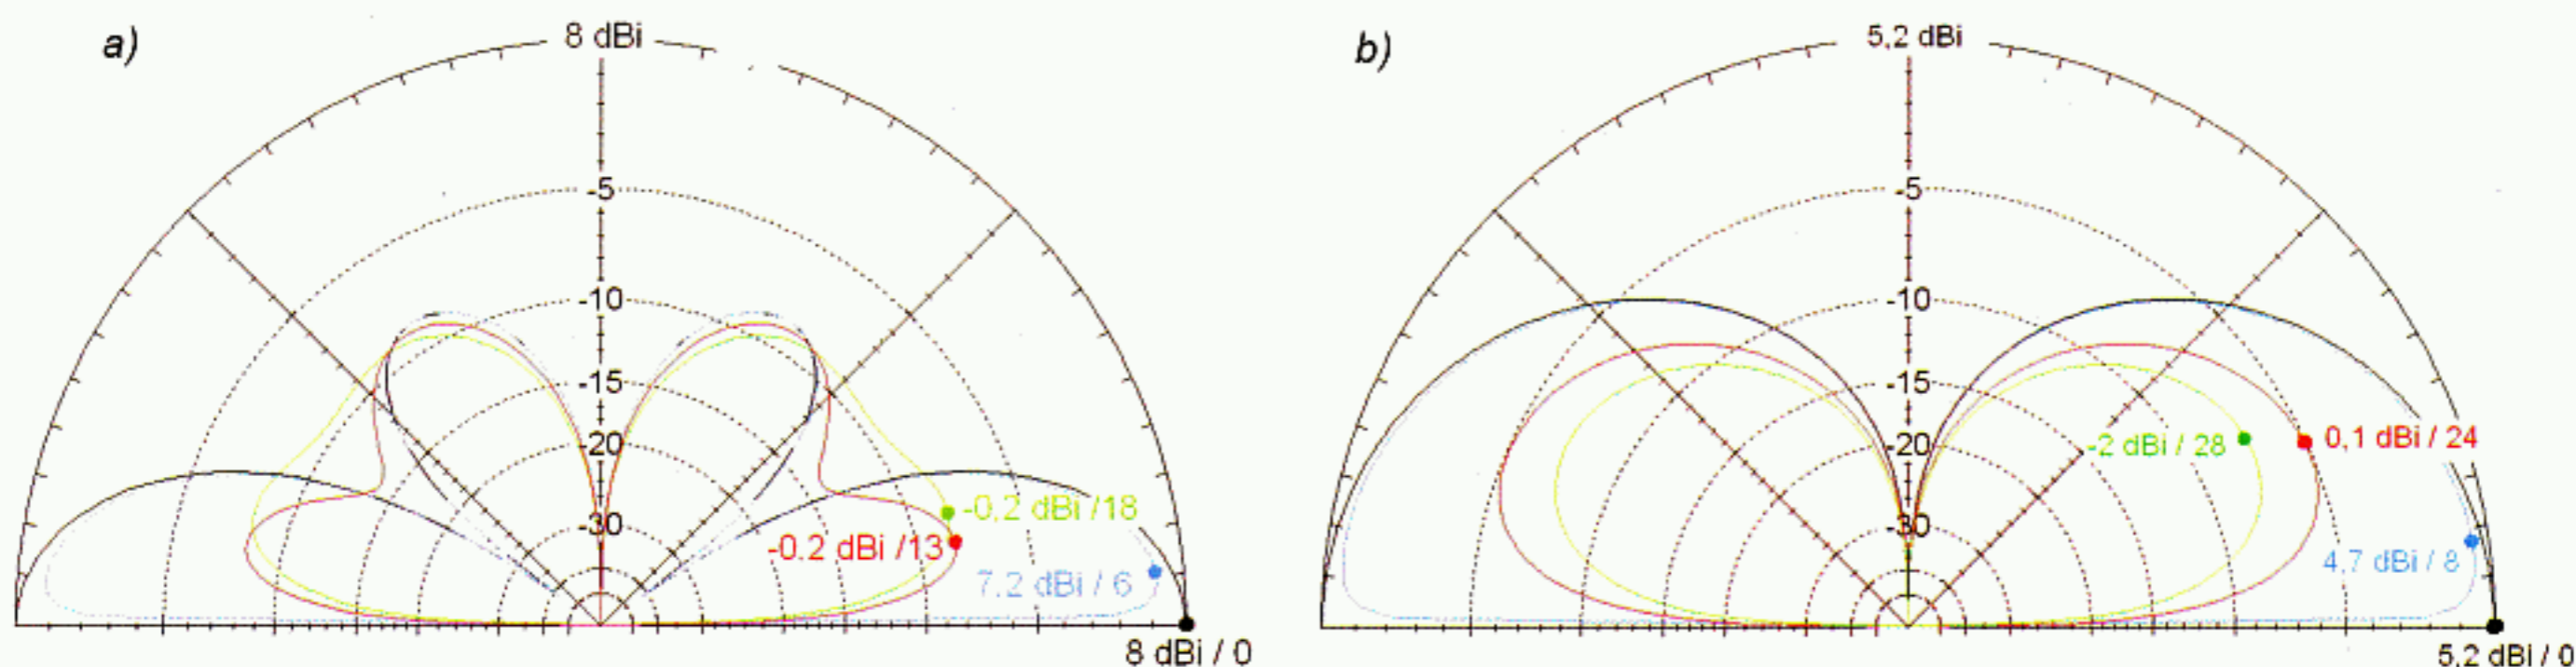 a)
8 dBi
-5
-10
-15
-20
-30
-0,2 dBi /18
-0.2 dBi /13
7.2 dBi / 6
8 dBi / 0
b)
5,2 dBi
-5
-10
-15
-20
-30
-2 dBi / 28
0,1 dBi / 24
4,7 dBi / 8
5,2 dBi / 0